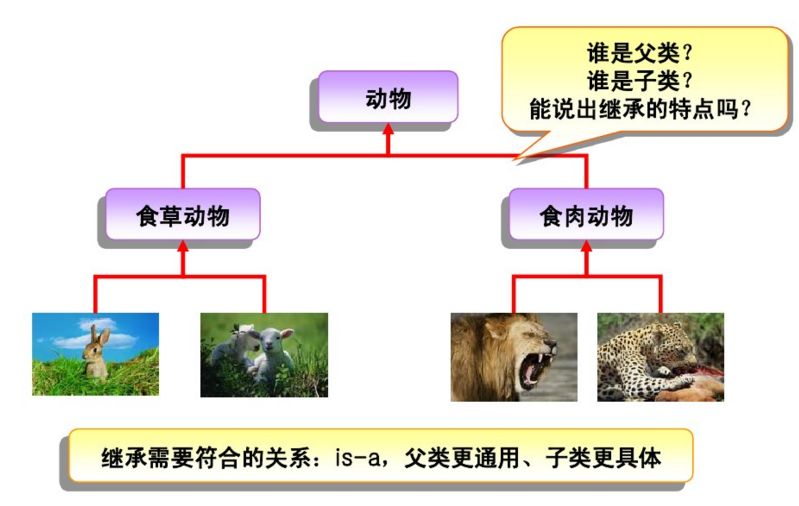 谁是父类？
谁是子类？
能说出继承的特点吗？
动物
食草动物
食肉动物
继承需要符合的关系：is-a，父类更通用、子类更具体